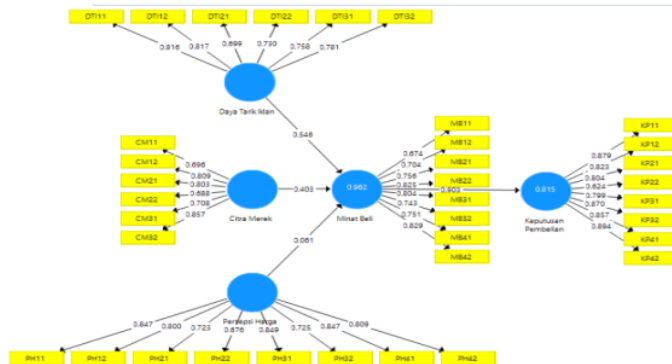 DTI11 DTI12 DTI21 DTI22 DTI31 DTI32
0.816 0.817 0.699 0.730 0.758 0.781
Daya Tarik Iklan
0.546
CM11
CM12
CM21
CM22
CM31
CM32
0.696
0.809
0.803
0.688
0.708
0.857
Citra Merek
0.403
0.962
Minat Beli
MB11
MB12
MB21
MB22
MB31
MB32
MB41
MB42
0.674
0.704
0.756
0.825
0.804
0.743
0.751
0.829
0.903
0.815
Keputusan
Pembelian
KP11
KP12
KP21
KP22
KP31
KP32
KP41
KP42
0.879
0.823
0.804
0.624
0.798
0.870
0.857
0.894
0.061
Persepsi Harga
0.847 0.800 0.723 0.676 0.849 0.725 0.847 0.809
PH11 PH12 PH21 PH22 PH31 PH32 PH41 PH42